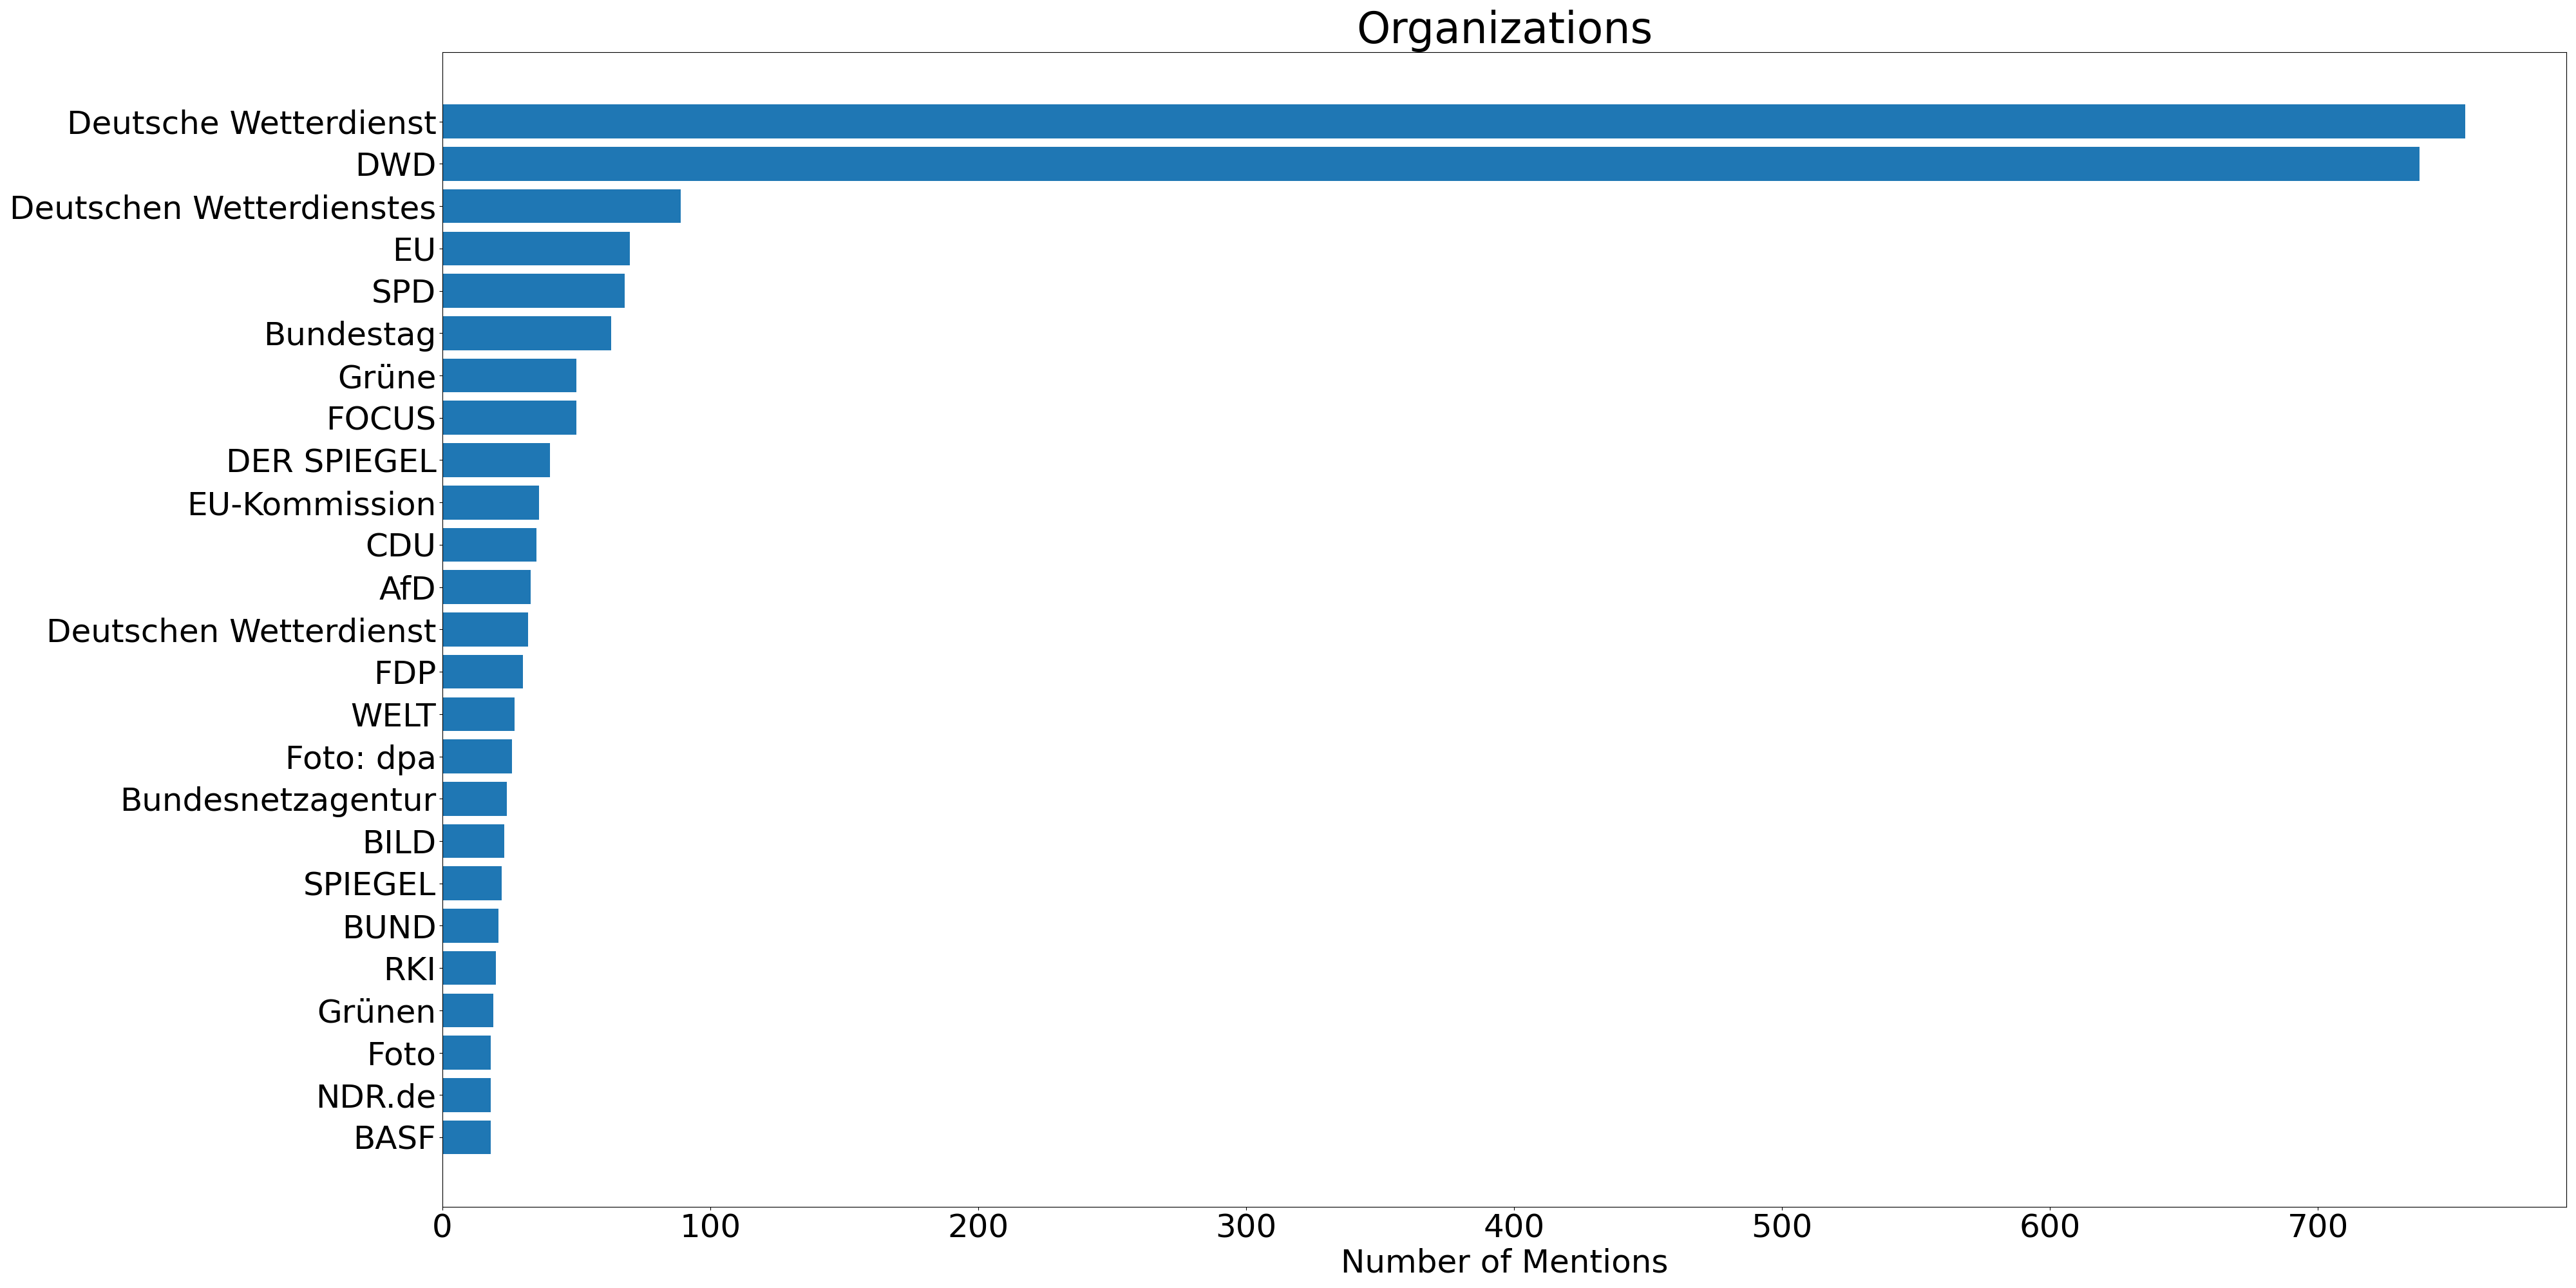 Organizations
Deutsche Wetterdienst
DWD
Deutschen Wetterdienstes
EU
SPD
Bundestag
Grüne
FOCUS
DER SPIEGEL
EU-Kommission
CDU
AfD
Deutschen Wetterdienst
FDP
WELT
Foto: dpa
Bundesnetzagentur
BILD
SPIEGEL
BUND
RKI
Grünen
Foto
NDR.de
BASF
0 100 200 300 400 500 600 700
Number of Mentions